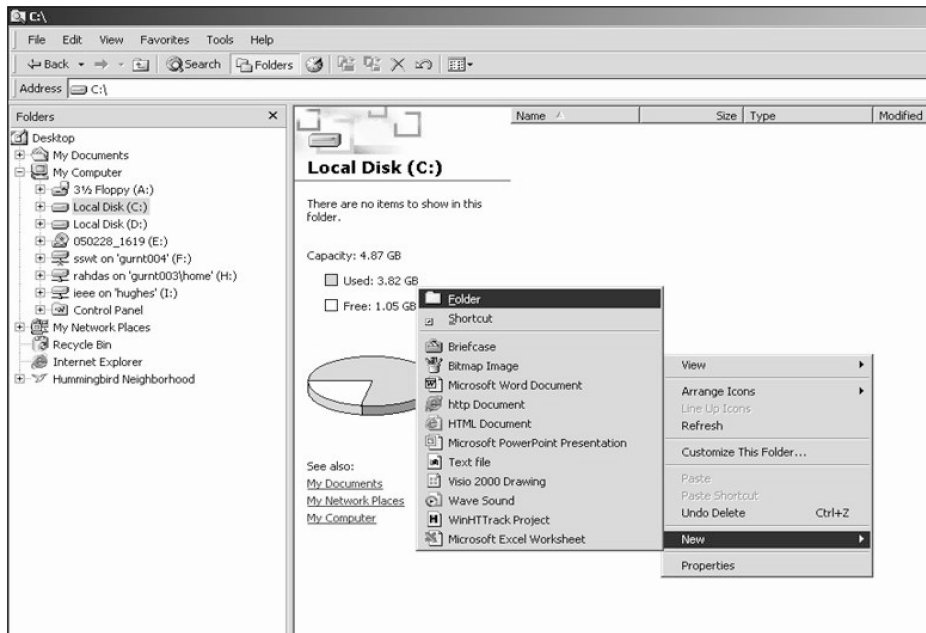 C:\
File Edit View Favorites Tools Help
Back Search Folders
Address C:\
Folders
Desktop
My Documents
My Computer
3½ Floppy (A:)
Local Disk (C:)
Local Disk (D:)
050228_1619 (E:)
sswt on 'gurnt004' (F:)
rahdas on 'gurnt003\home' (H:)
ieee on 'hughes' (I:)
Control Panel
My Network Places
Recycle Bin
Internet Explorer
Hummingbird Neighborhood
Name Size Type Modified
Local Disk (C:)
There are no items to show in this
folder.
Capacity: 4.87 GB
Used: 3.82 GB
Free: 1.05 GB
See also:
My Documents
My Network Places
My Computer
Folder
Shortcut
Briefcase
Bitmap Image
Microsoft Word Document
http Document
HTML Document
Microsoft PowerPoint Presentation
Text file
Visio 2000 Drawing
Wave Sound
WinHTTrack Project
Microsoft Excel Worksheet
View
Arrange Icons
Line Up Icons
Refresh
Customize This Folder...
Paste
Paste Shortcut
Undo Delete Ctrl+Z
New
Properties